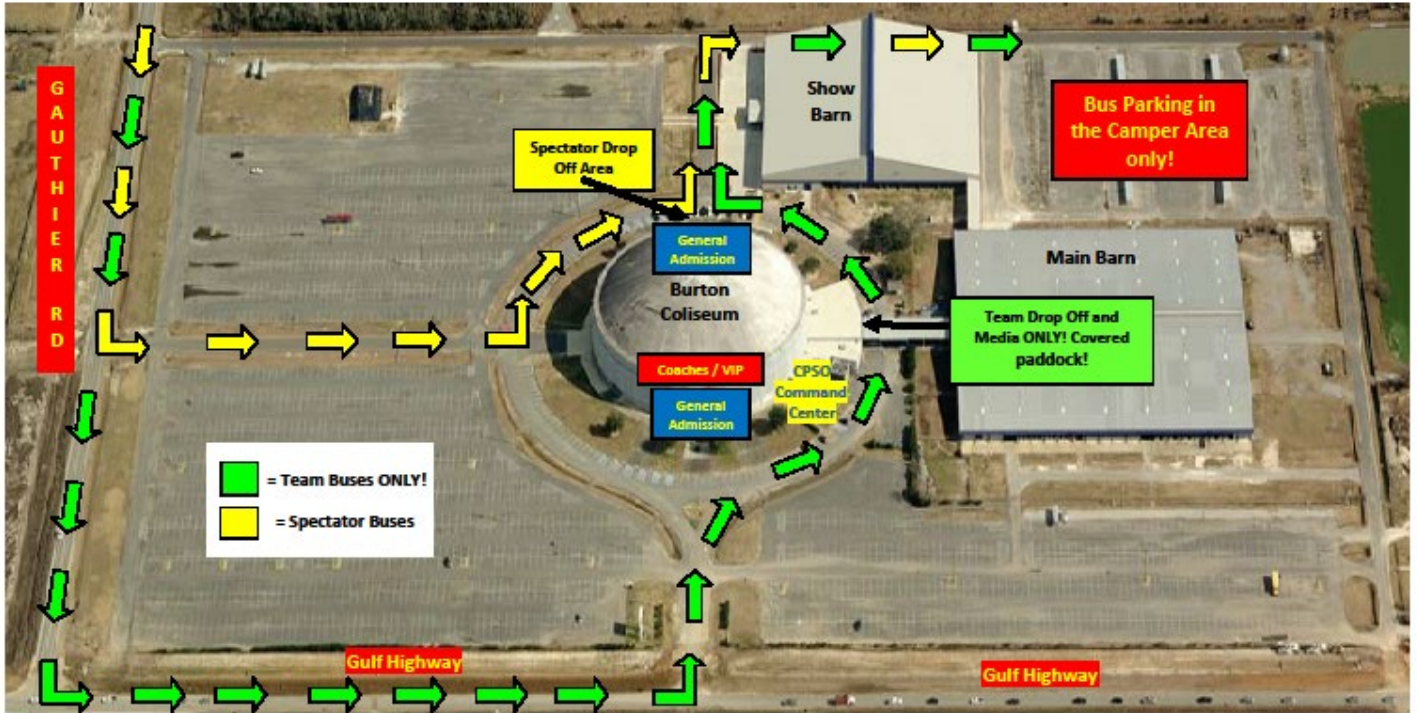 GAUTHIER RD
Show
Barn
Bus Parking in
the Camper Area
only!
Spectator Drop
Off Area
General
Admission
Burton
Coliseum
Main Barn
Team Drop Off and
Media ONLY! Covered
paddock!
Coaches / VIP
CPSO
Command
Center
General
Admission
= Team Buses ONLY!
= Spectator Buses
Gulf Highway
Gulf Highway